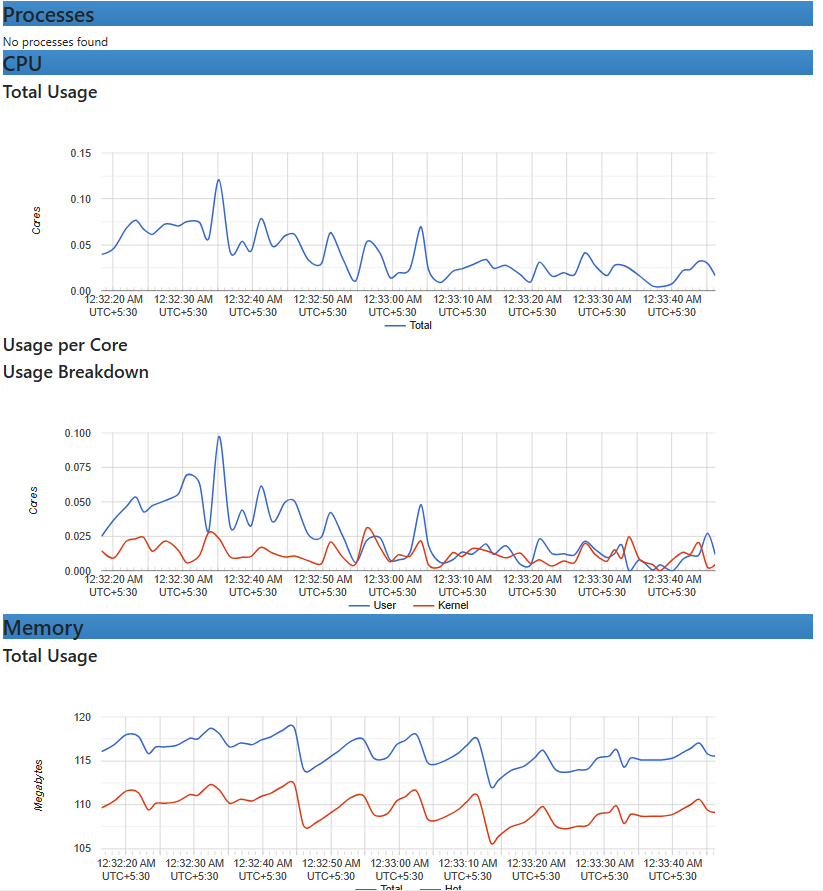 Processes
No processes found
CPU
Total Usage
0.15
0.10
Cores
0.05
0.00
12:32:20 AM 12:32:30 AM 12:32:40 AM 12:32:50 AM 12:33:00 AM 12:33:10 AM 12:33:20 AM 12:33:30 AM 12:33:40 AM
UTC+5:30 UTC+5:30 UTC+5:30 UTC+5:30 UTC+5:30 UTC+5:30 UTC+5:30 UTC+5:30 UTC+5:30
Total
Usage per Core
Usage Breakdown
0.100
0.075
Cores
0.050
0.025
0.000
12:32:20 AM 12:32:30 AM 12:32:40 AM 12:32:50 AM 12:33:00 AM 12:33:10 AM 12:33:20 AM 12:33:30 AM 12:33:40 AM
UTC+5:30 UTC+5:30 UTC+5:30 UTC+5:30 UTC+5:30 UTC+5:30 UTC+5:30 UTC+5:30 UTC+5:30
User Kernel
Memory
Total Usage
120
115
Megabytes
110
105
12:32:20 AM 12:32:30 AM 12:32:40 AM 12:32:50 AM 12:33:00 AM 12:33:10 AM 12:33:20 AM 12:33:30 AM 12:33:40 AM
UTC+5:30 UTC+5:30 UTC+5:30 UTC+5:30 UTC+5:30 UTC+5:30 UTC+5:30 UTC+5:30 UTC+5:30
Total Hot